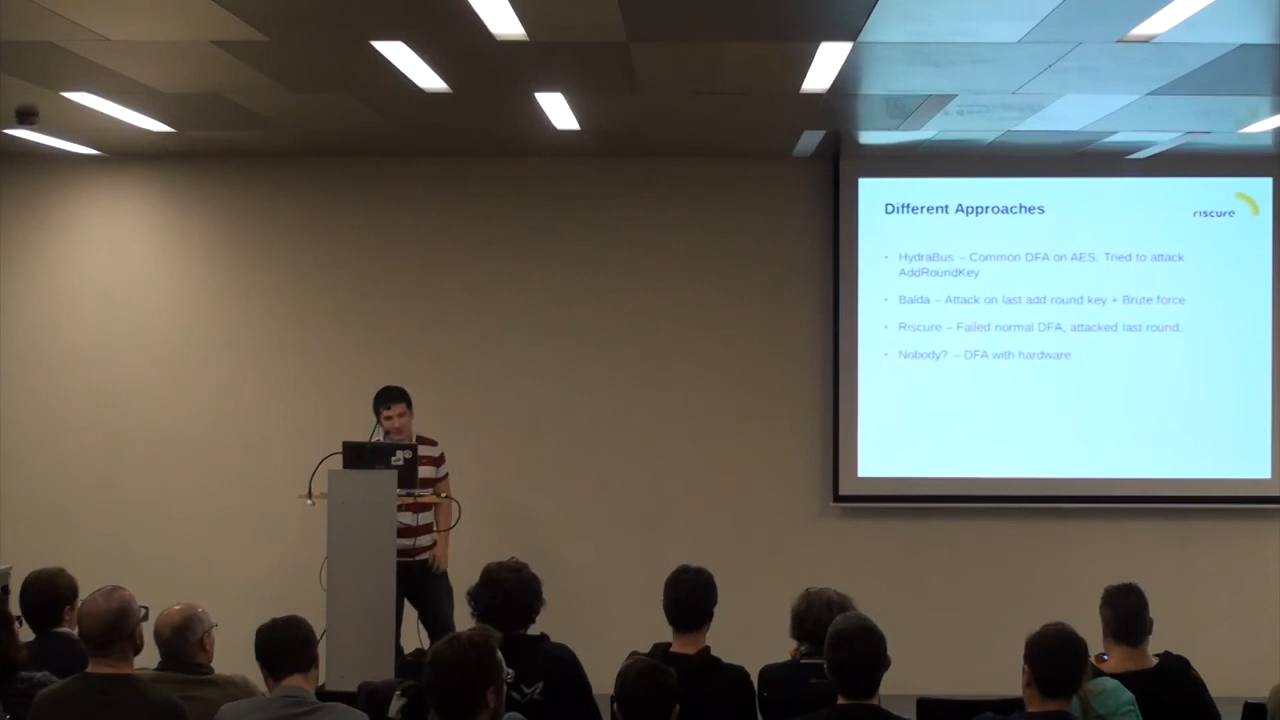 Different Approaches
riscure
• HydraBus – Common DFA on AES. Tried to attack
AddRoundKey
• Balda – Attack on last add round key + Brute force
• Riscure – Failed normal DFA, attacked last round.
• Nobody? – DFA with hardware